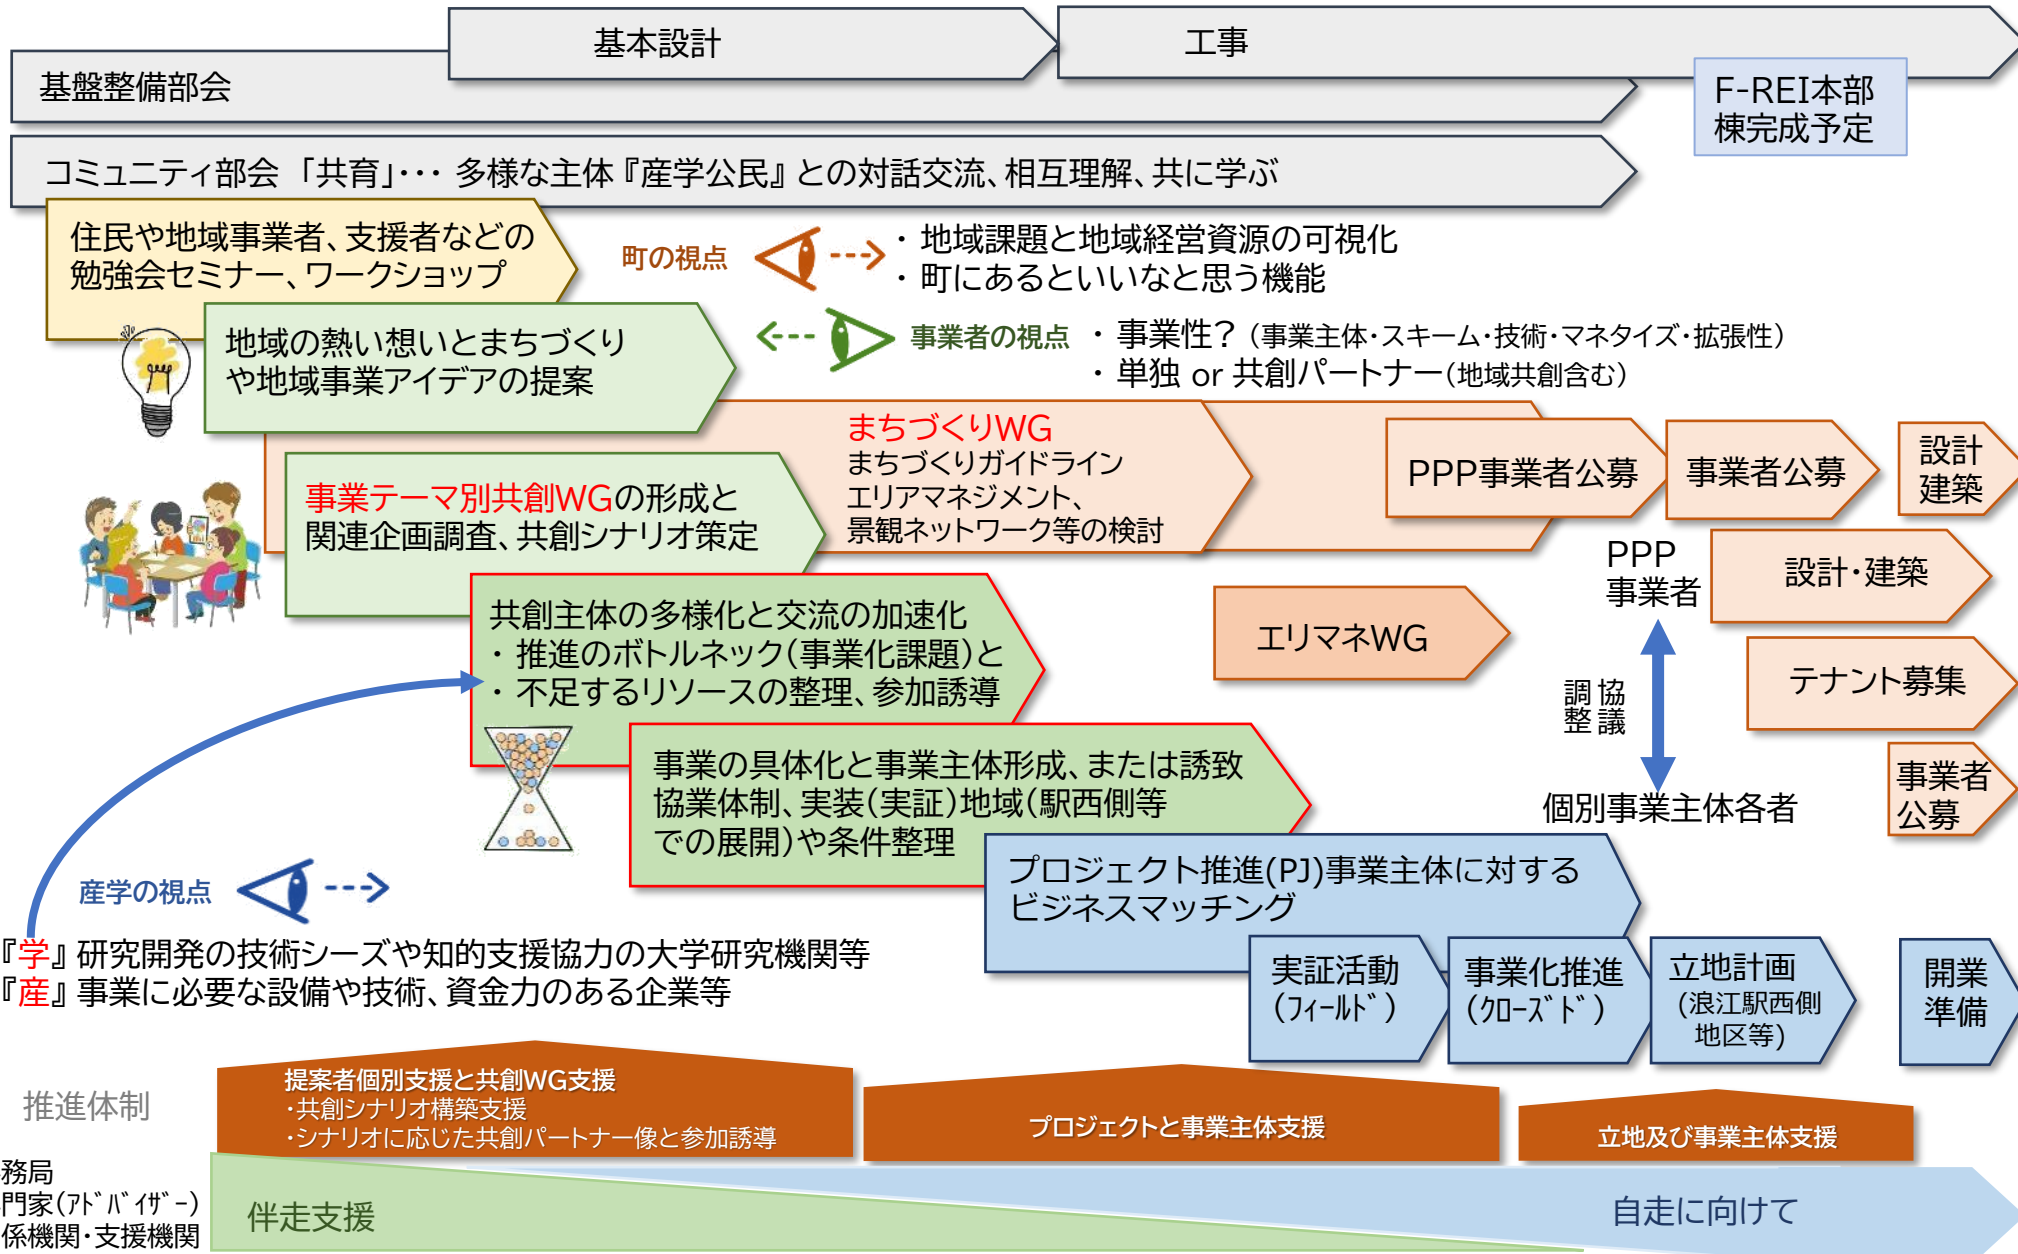 基本設計
工事
基盤整備部会
F-REI本部
棟完成予定
コミュニティ部会 「共育」・・・ 多様な主体『産学公民』との対話交流、相互理解、共に学ぶ
住民や地域事業者、支援者などの
勉強会セミナー、ワークショップ
町の視点
・ 地域課題と地域経営資源の可視化
・ 町にあるといいなと思う機能
地域の熱い想いとまちづくり
や地域事業アイデアの提案
事業者の視点
・ 事業性？（事業主体・スキーム・技術・マネタイズ・拡張性）
・ 単独 or 共創パートナー（地域共創含む）
まちづくりWG
まちづくりガイドライン
エリアマネジメント、
景観ネットワーク等の検討
PPP事業者公募
事業者公募
設計
建築
事業テーマ別共創WGの形成と
関連企画調査、共創シナリオ策定
PPP
事業者
設計・建築
共創主体の多様化と交流の加速化
・ 推進のボトルネック（事業化課題）と
・ 不足するリソースの整理、参加誘導
エリマネWG
テナント募集
協議
調整
事業の具体化と事業主体形成、または誘致
協業体制、実装（実証）地域（駅西側等
での展開）や条件整理
事業者
公募
個別事業主体各者
プロジェクト推進(PJ)事業主体に対する
ビジネスマッチング
産学の視点
『学』研究開発の技術シーズや知的支援協力の大学研究機関等
『産』事業に必要な設備や技術、資金力のある企業等
実証活動
（ﾌｨｰﾙﾄﾞ）
事業化推進
（ｸﾛｰｽﾞﾄﾞ）
立地計画
（浪江駅西側
地区等）
開業
準備
推進体制
提案者個別支援と共創WG支援
・共創シナリオ構築支援
・シナリオに応じた共創パートナー像と参加誘導
プロジェクトと事業主体支援
立地及び事業主体支援
務局
門家（ｱﾄﾞﾊﾞｲｻﾞｰ）
係機関・支援機関
伴走支援
自走に向けて